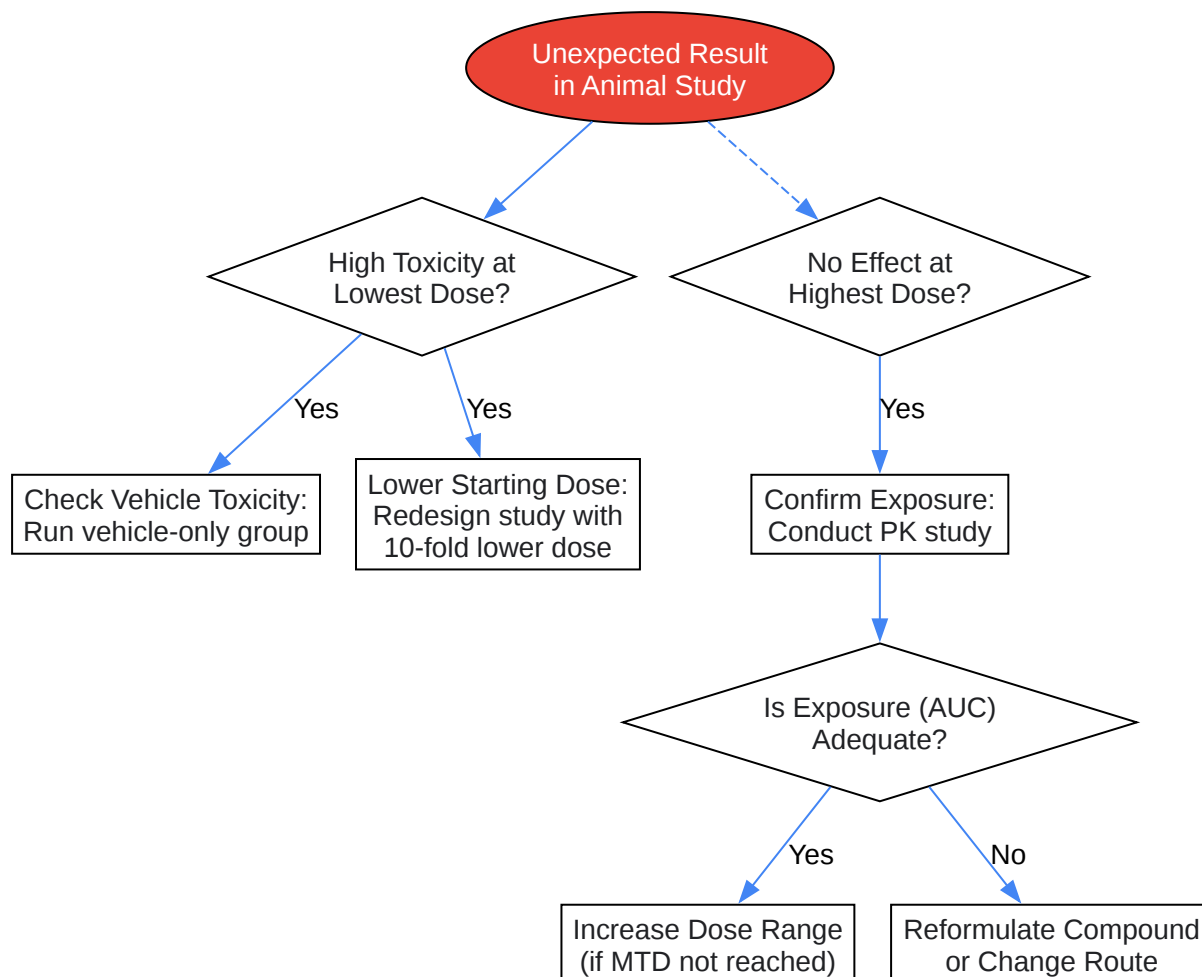 Unexpected Result
in Animal Study
High Toxicity at
Lowest Dose?
No Effect at
Highest Dose?
Yes
Yes
Yes
Check Vehicle Toxicity:
Run vehicle-only group
Lower Starting Dose:
Redesign study with
10-fold lower dose
Confirm Exposure:
Conduct PK study
Is Exposure (AUC)
Adequate?
Yes
No
Increase Dose Range
(if MTD not reached)
Reformulate Compound
or Change Route